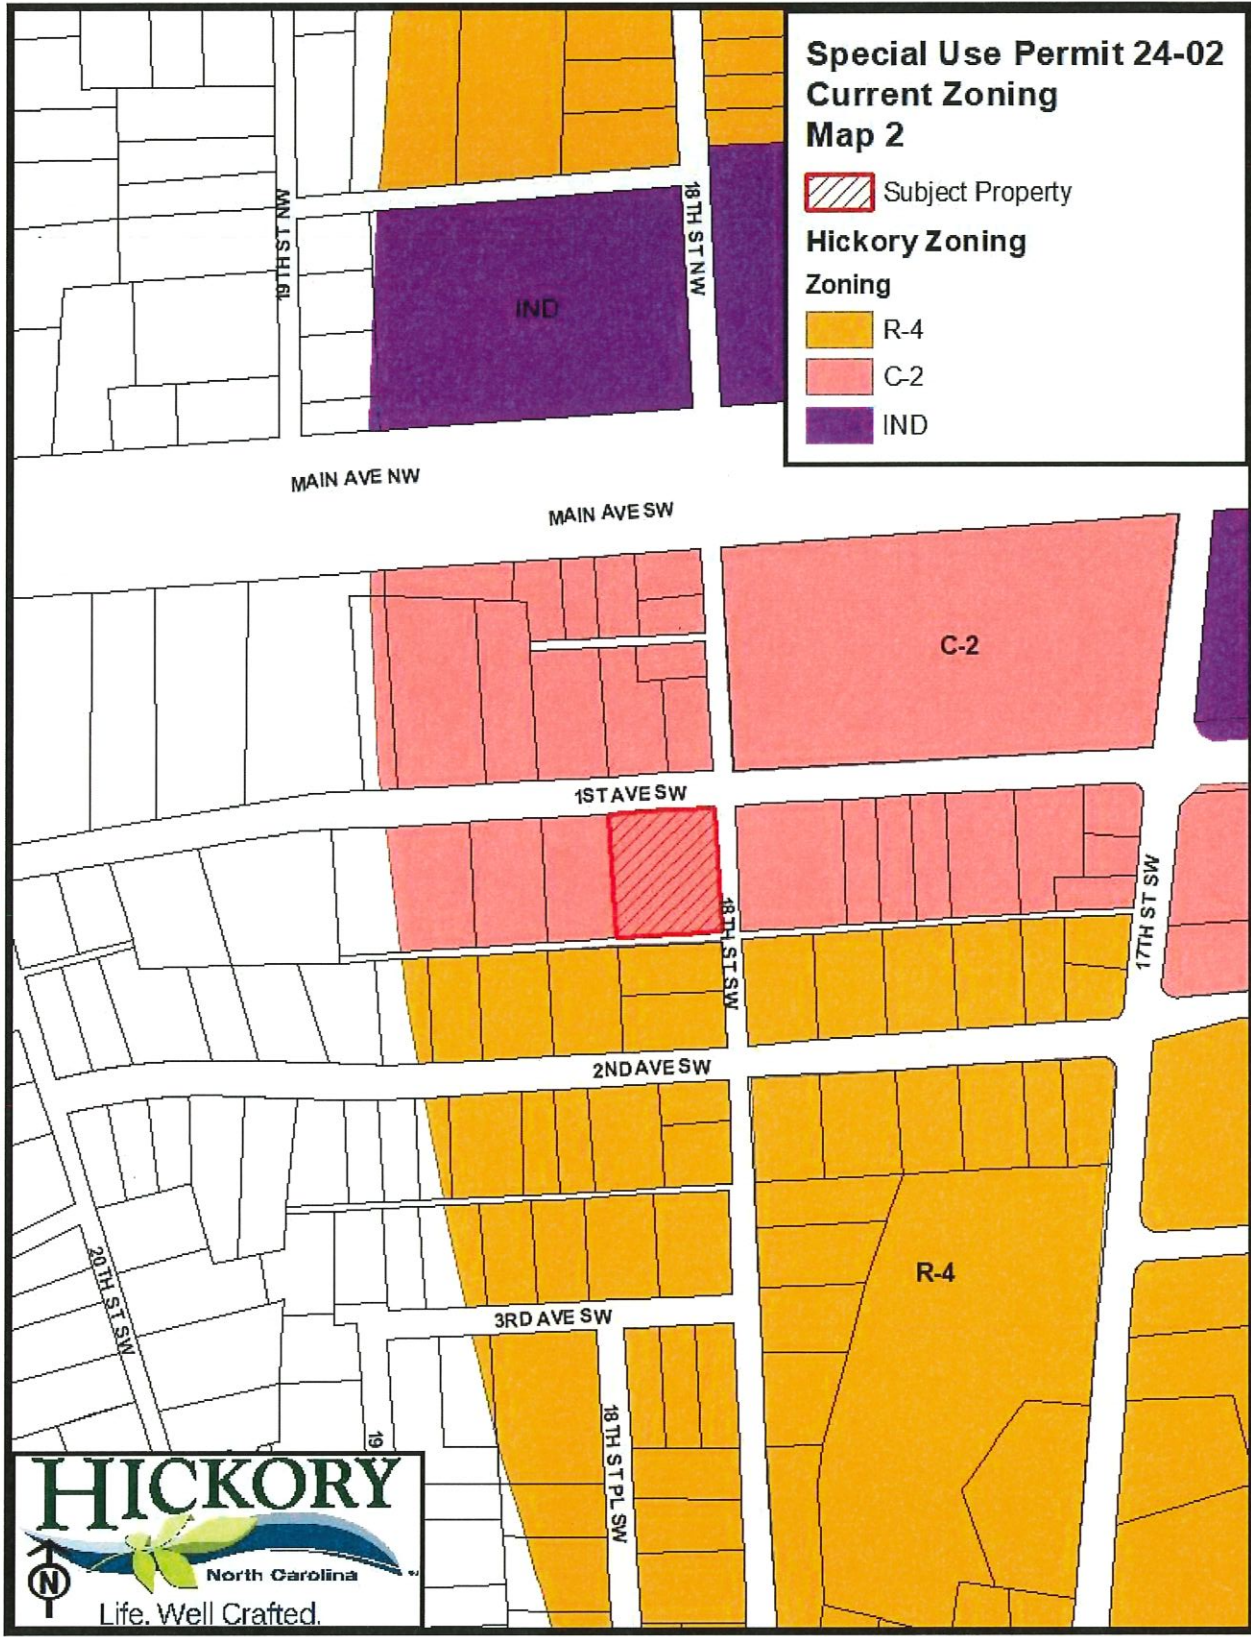 Special Use Permit 24-02
Current Zoning
Map 2
Subject Property
Hickory Zoning
Zoning
R-4
C-2
IND
19TH ST NW
18TH ST NW
IND
MAIN AVE NW
MAIN AVE SW
C-2
1ST AVE SW
18TH ST SW
17TH ST SW
2ND AVE SW
R-4
20TH ST SW
3RD AVE SW
18TH ST PL SW
19
HICKORY
North Carolina
N
Life. Well Crafted.